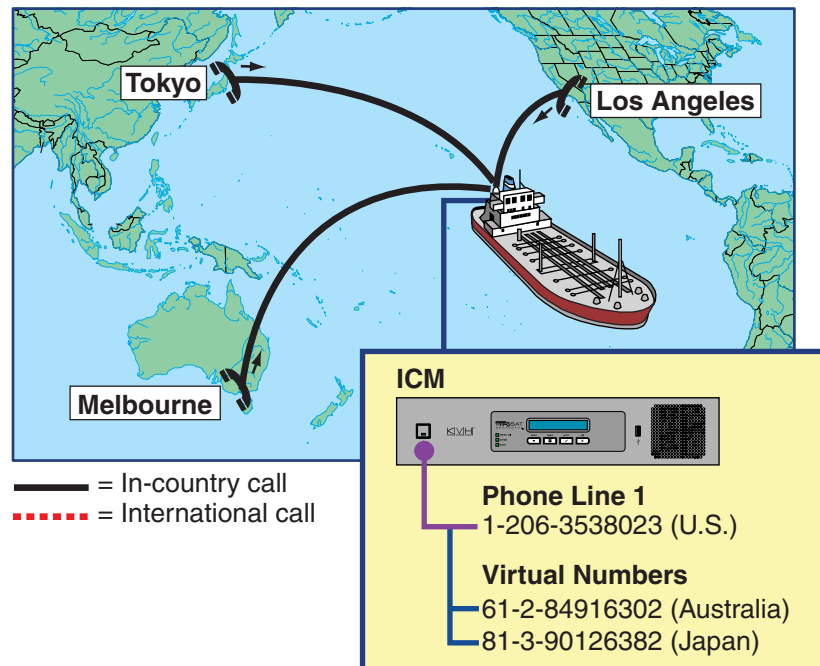 Tokyo
Los Angeles
Melbourne
= In-country call
= International call
ICM
KVH
Phone Line 1
1-206-3538023 (U.S.)
Virtual Numbers
61-2-84916302 (Australia)
81-3-90126382 (Japan)